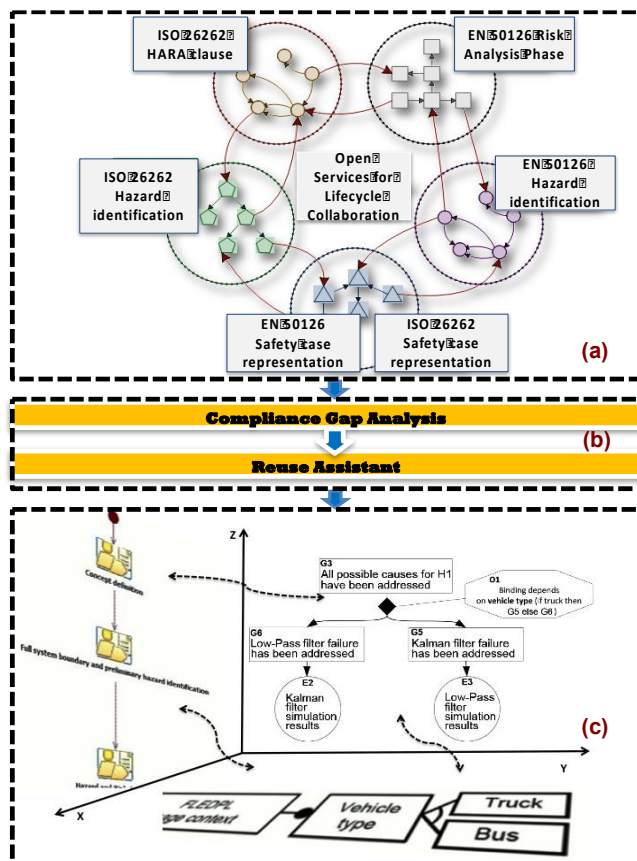 ISO 26262
HARA clause
EN 50126 Risk
Analysis Phase
ISO 26262
Hazard
identification
Open
Services for
Lifecycle
Collaboration
EN 50126
Hazard
identification
EN 50126
Safety case
representation
ISO 26262
Safety case
representation
(a)
Compliance Gap Analysis
(b)
Reuse Assistant
Z
G3
All possible causes for H1
have been addressed
O1
Binding depends
on vehicle type (if truck then
G5 else G6 )
Concept definition
G6
Low-Pass filter failure
has been addressed
G5
Kalman filter failure
has been addressed
Full system boundary and preliminary hazard identification
E2
Kalman
filter
simulation
results
E3
Low-Pass
filter
simulation
results
(c)
Y
Hazard and
X
FLEDPL
context
Vehicle
type
Truck
Bus